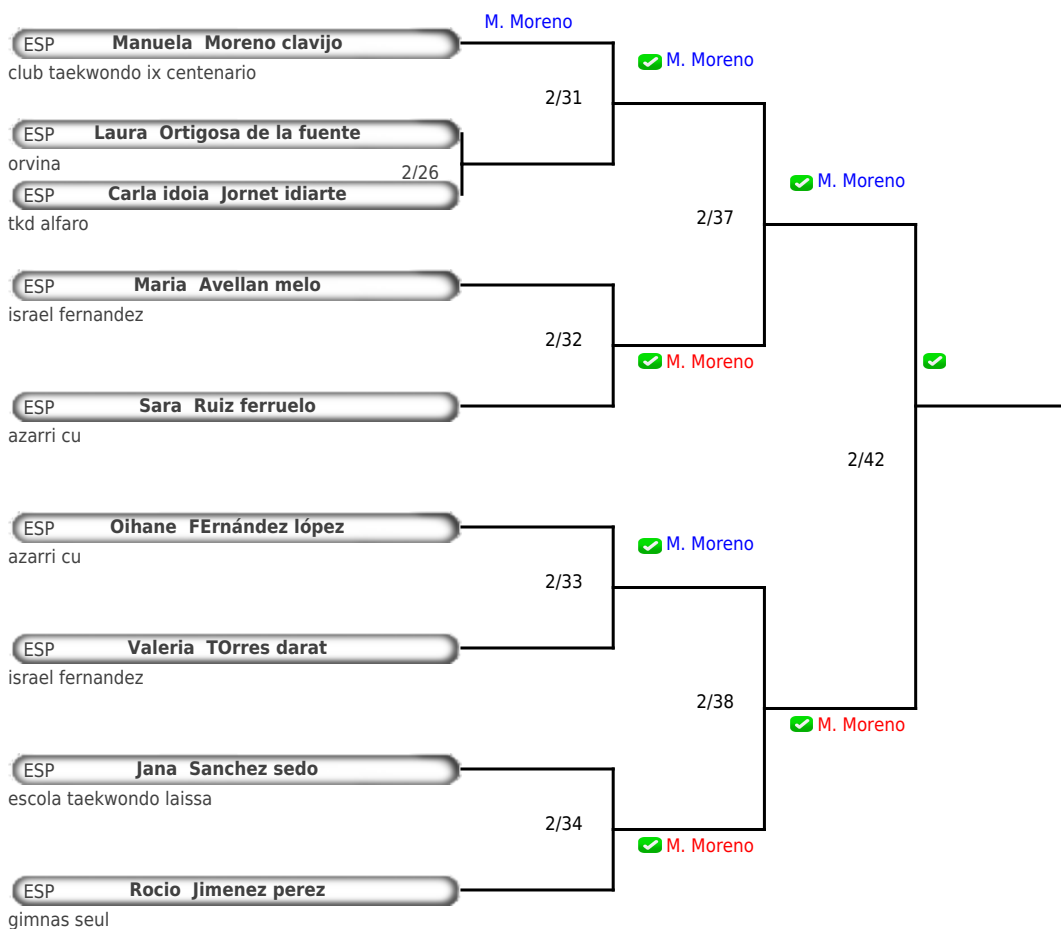 M. Moreno
ESP Manuela Moreno clavijo
club taekwondo ix centenario
M. Moreno
2/31
ESP Laura Ortigosa de la fuente
orvina
2/26
ESP Carla idoia Jornet idiarte
tkd alfaro
M. Moreno
2/37
ESP Maria Avellan melo
israel fernandez
2/32
M. Moreno
ESP Sara Ruiz ferruelo
azarri cu
2/42
ESP Oihane FErnández lópez
azarri cu
M. Moreno
2/33
ESP Valeria TOrres darat
israel fernandez
2/38
M. Moreno
ESP Jana Sanchez sedo
escola taekwondo laissa
2/34
M. Moreno
ESP Rocio Jimenez perez
gimnas seul